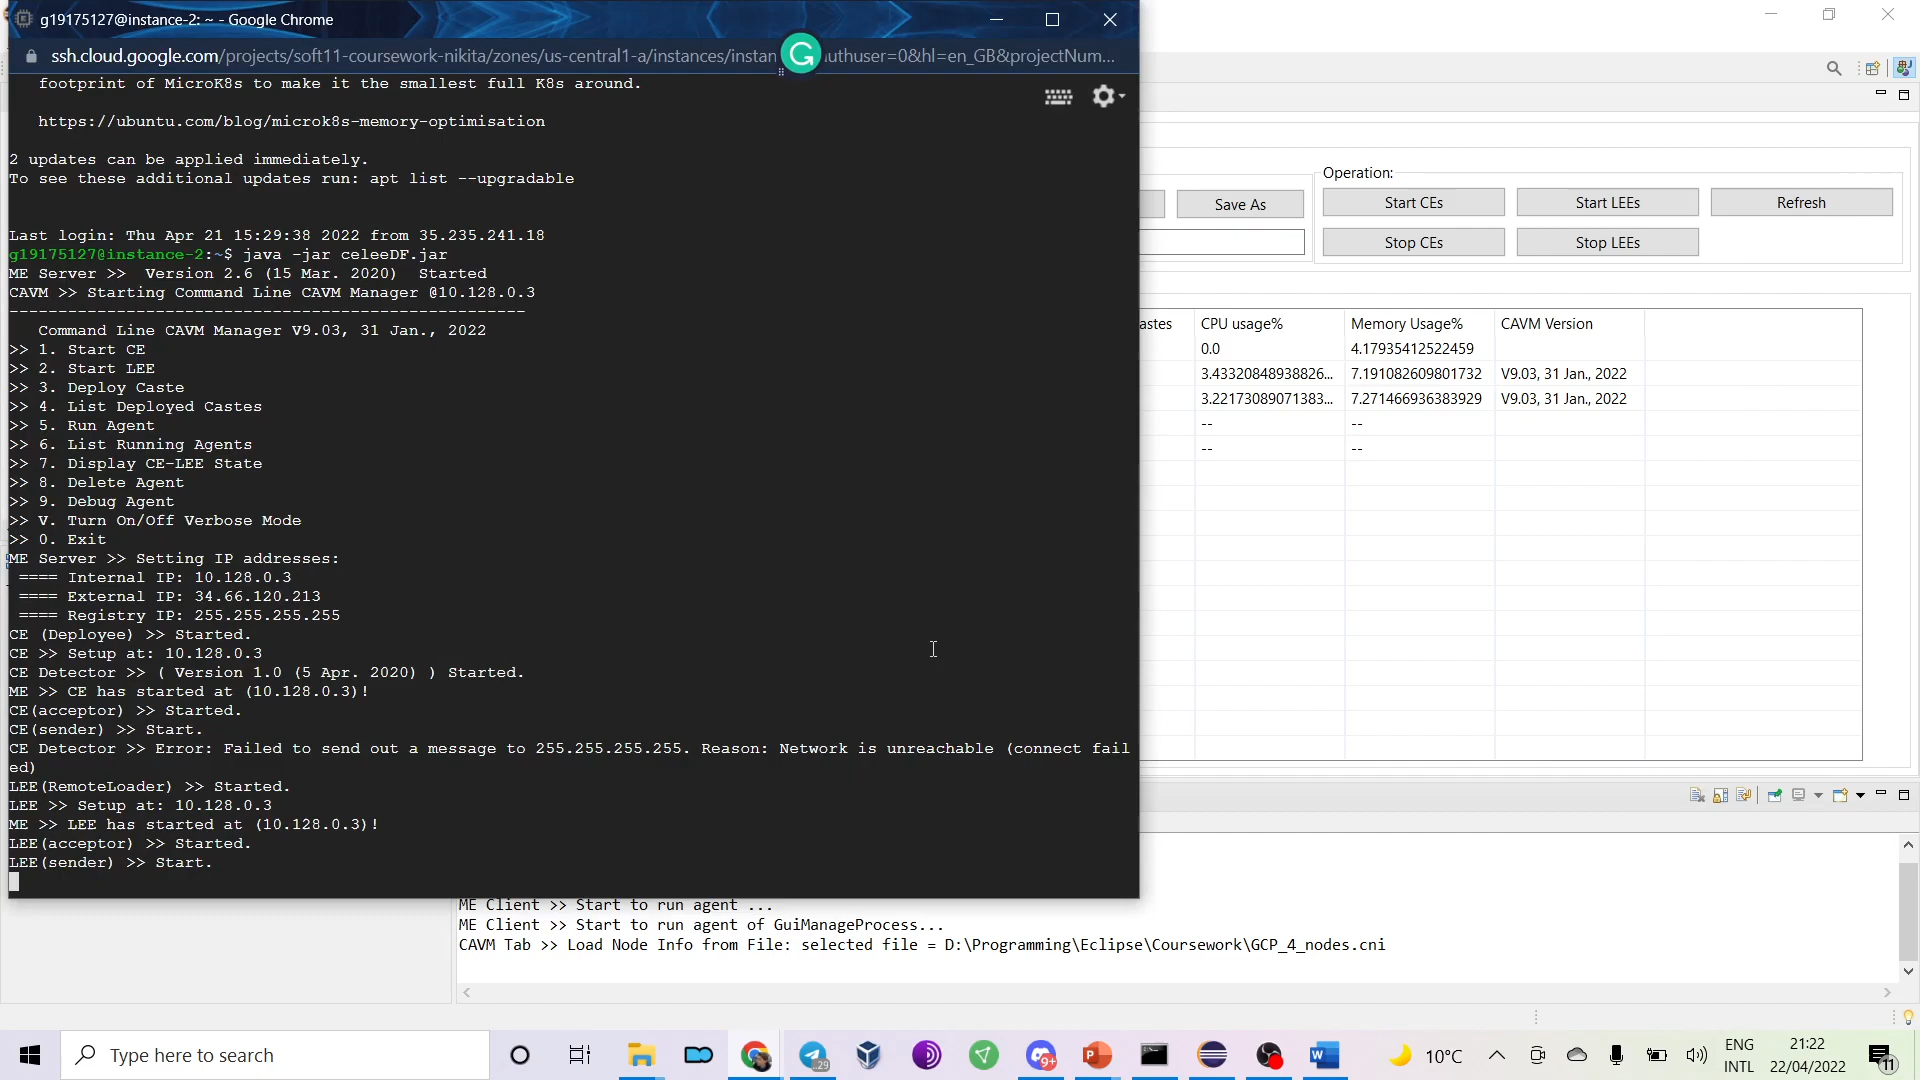 g19175127@instance-2: ~ - Google Chrome
ssh.cloud.google.com/projects/soft11-coursework-nikita/zones/us-central1-a/instances/instan uthuser=0&hl=en_GB&projectNum...
footprint of MicroK8s to make it the smallest full K8s around.
https://ubuntu.com/blog/microk8s-memory-optimisation
2 updates can be applied immediately.
To see these additional updates run: apt list --upgradable
Last login: Thu Apr 21 15:29:38 2022 from 35.235.241.18
g19175127@instance-2:~$ java -jar celeeDF.jar
ME Server >>  Version 2.6 (15 Mar. 2020)  Started
CAVM >> Starting Command Line CAVM Manager @10.128.0.3
-----------------------------------------------------
Command Line CAVM Manager V9.03, 31 Jan., 2022
>> 1. Start CE
>> 2. Start LEE
>> 3. Deploy Caste
>> 4. List Deployed Castes
>> 5. Run Agent
>> 6. List Running Agents
>> 7. Display CE-LEE State
>> 8. Delete Agent
>> 9. Debug Agent
>> V. Turn On/Off Verbose Mode
>> 0. Exit
ME Server >> Setting IP addresses:
==== Internal IP: 10.128.0.3
==== External IP: 34.66.120.213
==== Registry IP: 255.255.255.255
CE (Deployee) >> Started.
CE >> Setup at: 10.128.0.3
CE Detector >> ( Version 1.0 (5 Apr. 2020) ) Started.
ME >> CE has started at (10.128.0.3)!
CE(acceptor) >> Started.
CE(sender) >> Start.
CE Detector >> Error: Failed to send out a message to 255.255.255.255. Reason: Network is unreachable (connect fail
ed)
LEE(RemoteLoader) >> Started.
LEE >> Setup at: 10.128.0.3
ME >> LEE has started at (10.128.0.3)!
LEE(acceptor) >> Started.
LEE(sender) >> Start.
Operation:
Save As Start CEs Start LEEs Refresh
Stop CEs Stop LEEs
astes CPU usage% Memory Usage% CAVM Version
0.0 4.17935412522459
3.43320848938826... 7.191082609801732 V9.03, 31 Jan., 2022
3.22173089071383... 7.271466936383929 V9.03, 31 Jan., 2022
-- --
-- --
ME Client >> Start to run agent ...
ME Client >> Start to run agent of GuiManageProcess...
CAVM Tab >> Load Node Info from File: selected file = D:\Programming\Eclipse\Coursework\GCP_4_nodes.cni
Type here to search
29
9+
10°C
ENG
INTL
21:22
22/04/2022
11